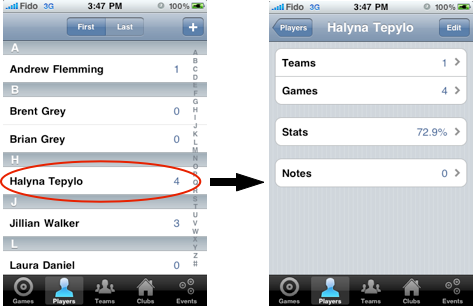 Fido 3G 3:47 PM 100%
First Last +
A
Andrew Flemming 1
B
Brent Grey 0
Brian Grey 0
H
Halyna Tepylo 4
J
Jillian Walker 3
L
Laura Daniel 0
A
B
C
D
E
F
G
H
I
J
K
L
M
N
O
P
Q
R
S
T
U
V
W
X
Y
Z
#
Games Players Teams Clubs Events
Fido 3G 3:47 PM 100%
Players Halyna Tepylo Edit
Teams 1
Games 4
Stats 72.9%
Notes 0
Games Players Teams Clubs Events